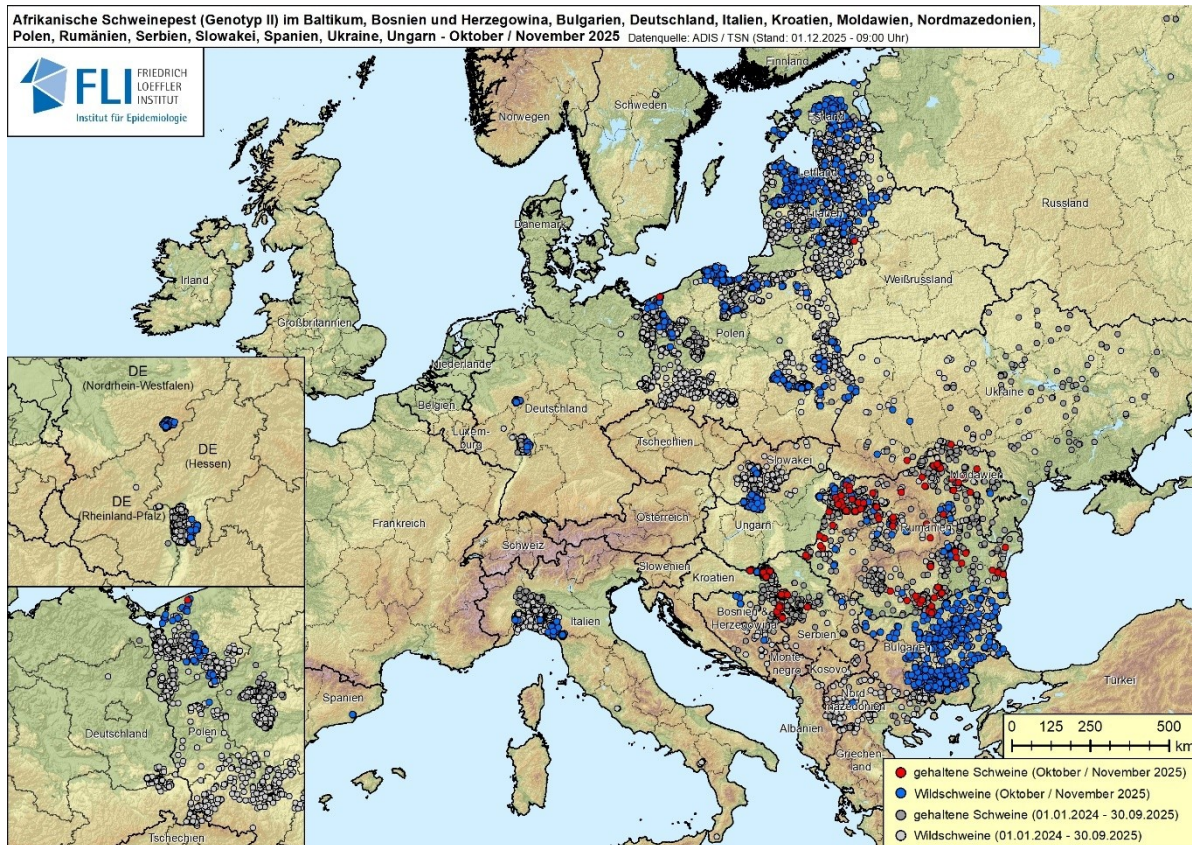 Afrikanische Schweinepest (Genotyp II) im Baltikum, Bosnien und Herzegowina, Bulgarien, Deutschland, Italien, Kroatien, Moldawien, Nordmazedonien,
Polen, Rumänien, Serbien, Slowakei, Spanien, Ukraine, Ungarn - Oktober / November 2025 Datenquelle: ADIS / TSN (Stand: 01.12.2025 - 09:00 Uhr)
FLI
FRIEDRICH
LOEFFLER
INSTITUT
Institut für Epidemiologie
Finnland
Norwegen
Schweden
Estland
Lettland
Litauen
Russland
Dänemark
Irland
Großbritannien
Weißrussland
Polen
Niederlande
Belgien
Deutschland
Luxem-
burg
Tschechien
Ukraine
Slowakei
Moldawien
Frankreich
Österreich
Ungarn
Rumänien
Schweiz
Slowenien
Kroatien
Italien
Bosnien &
Herzegowina
Serbien
Monte-
negro
Kosovo
Bulgarien
Nord
mazedonien
Albanien
Griechen-
land
Türkei
Spanien
DE
(Nordrhein-Westfalen)
DE
(Hessen)
DE
(Rheinland-Pfalz)
Deutschland
Polen
Tschechien
0 125 250 500
km
gehaltene Schweine (Oktober / November 2025)
Wildschweine (Oktober / November 2025)
gehaltene Schweine (01.01.2024 - 30.09.2025)
Wildschweine (01.01.2024 - 30.09.2025)